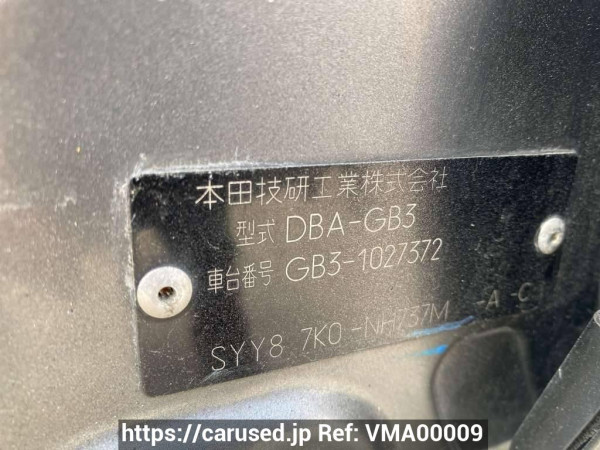 本田技研工業株式会社
型式 DBA-GB3
車台番号 GB3-1027372
SYY8 7K0 -NH737M -A -C
https://carused.jp Ref: VMA00009